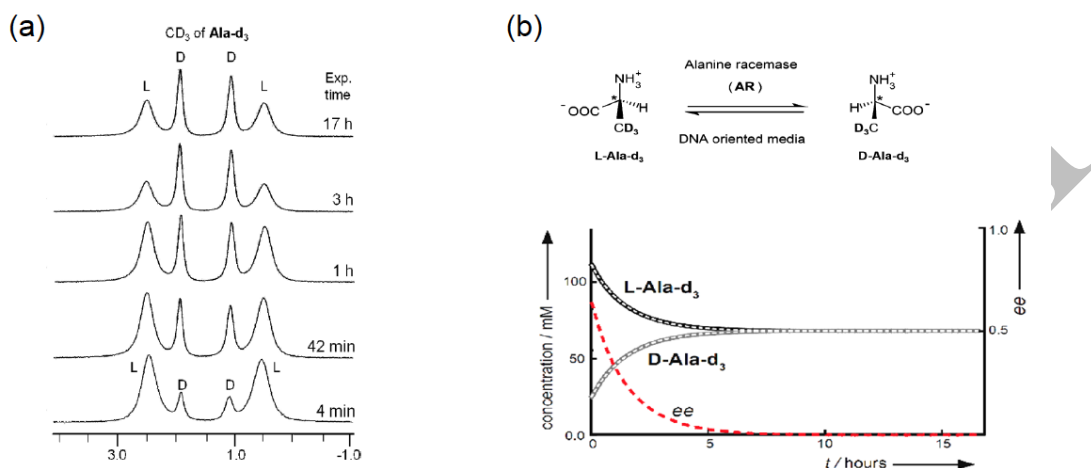 (a)
CD₃ of Ala-d₃
L D D L
Exp. time
17 h
3 h
1 h
42 min
4 min
L D D L
3.0 1.0 -1.0
(b)
NH₃⁺
⁻OOC * H
CD₃
L-Ala-d₃
Alanine racemase
(AR)
DNA oriented media
NH₃⁺
H * COO⁻
D₃C
D-Ala-d₃
concentration / mM
100
50
0.0
L-Ala-d₃
D-Ala-d₃
ee
1.0
0.5
ee
0 5 10 15
t / hours